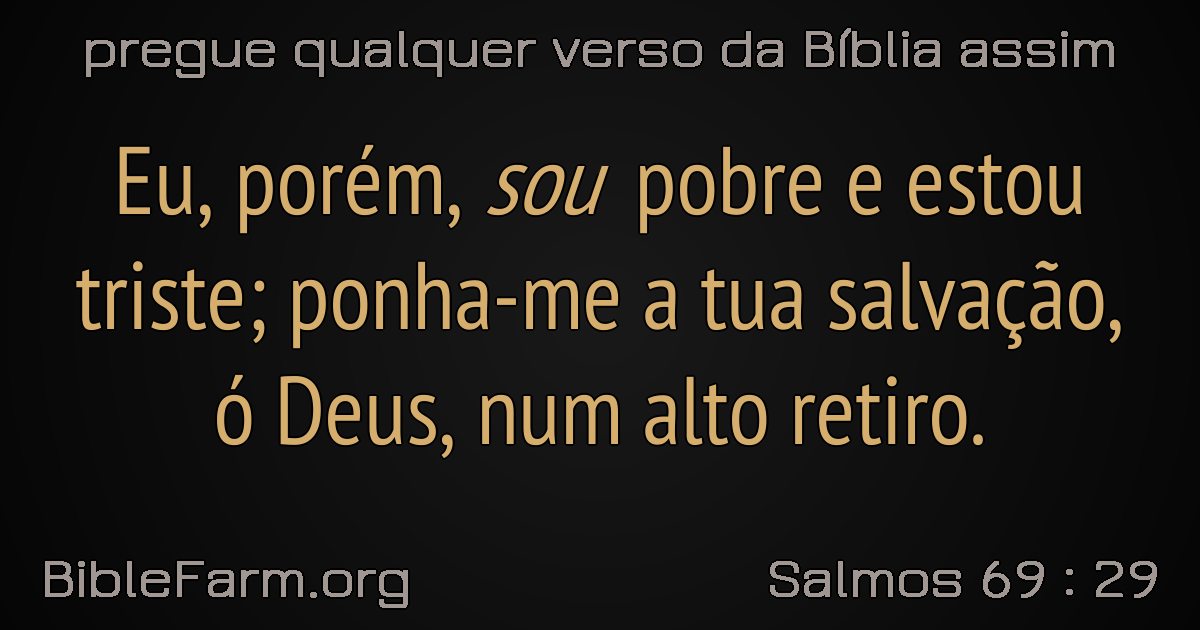 pregue qualquer verso da Bíblia assim
Eu, porém, sou pobre e estou
triste; ponha-me a tua salvação,
ó Deus, num alto retiro.
BibleFarm.org
Salmos 69 : 29